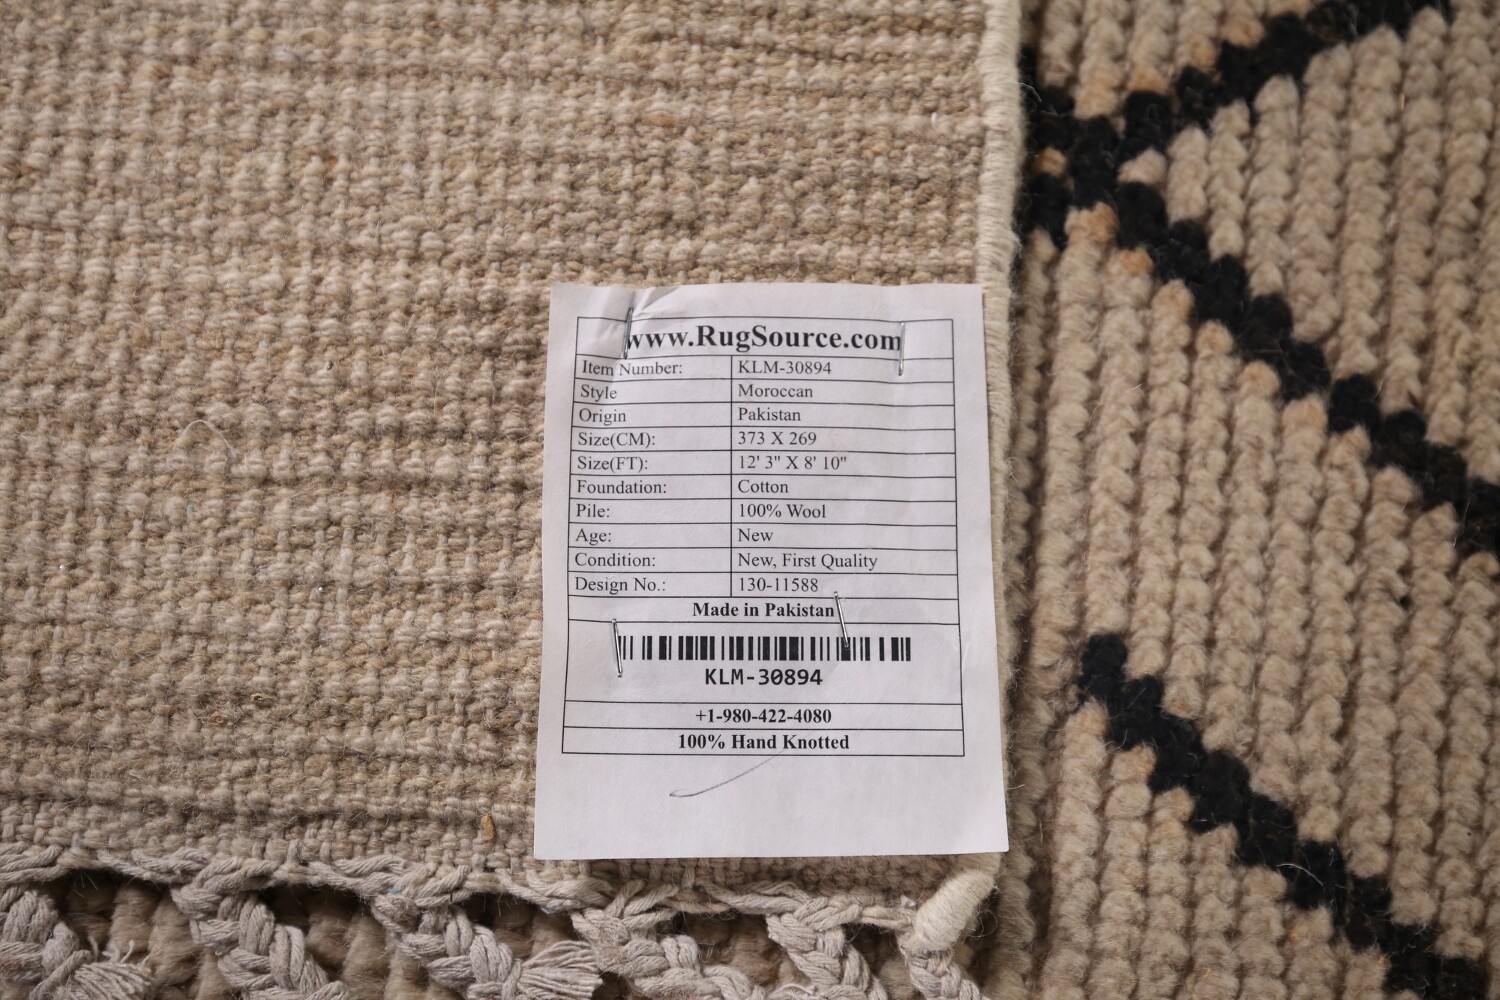 www.RugSource.com
Item Number: KLM-30894
Style Moroccan
Origin Pakistan
Size(CM): 373 X 269
Size(FT): 12' 3" X 8' 10"
Foundation: Cotton
Pile: 100% Wool
Age: New
Condition: New, First Quality
Design No.: 130-11588
Made in Pakistan
KLM-30894
+1-980-422-4080
100% Hand Knotted